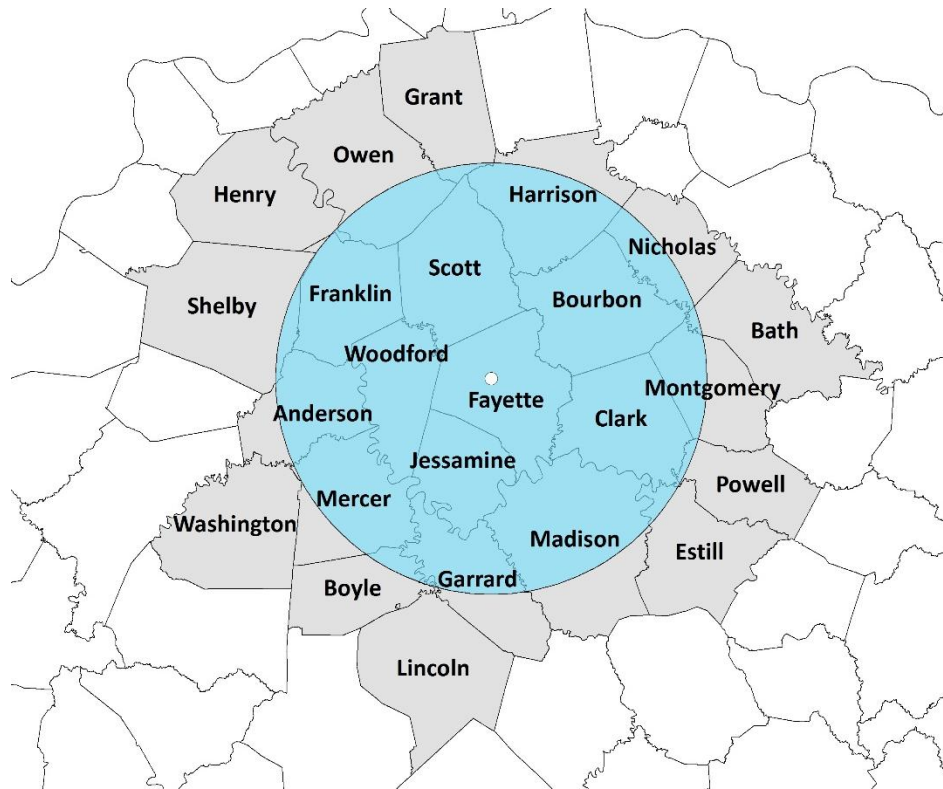 Grant
Owen
Henry
Harrison
Nicholas
Scott
Franklin
Bourbon
Shelby
Bath
Woodford
Montgomery
Fayette
Anderson
Clark
Jessamine
Powell
Mercer
Washington
Madison
Estill
Garrard
Boyle
Lincoln